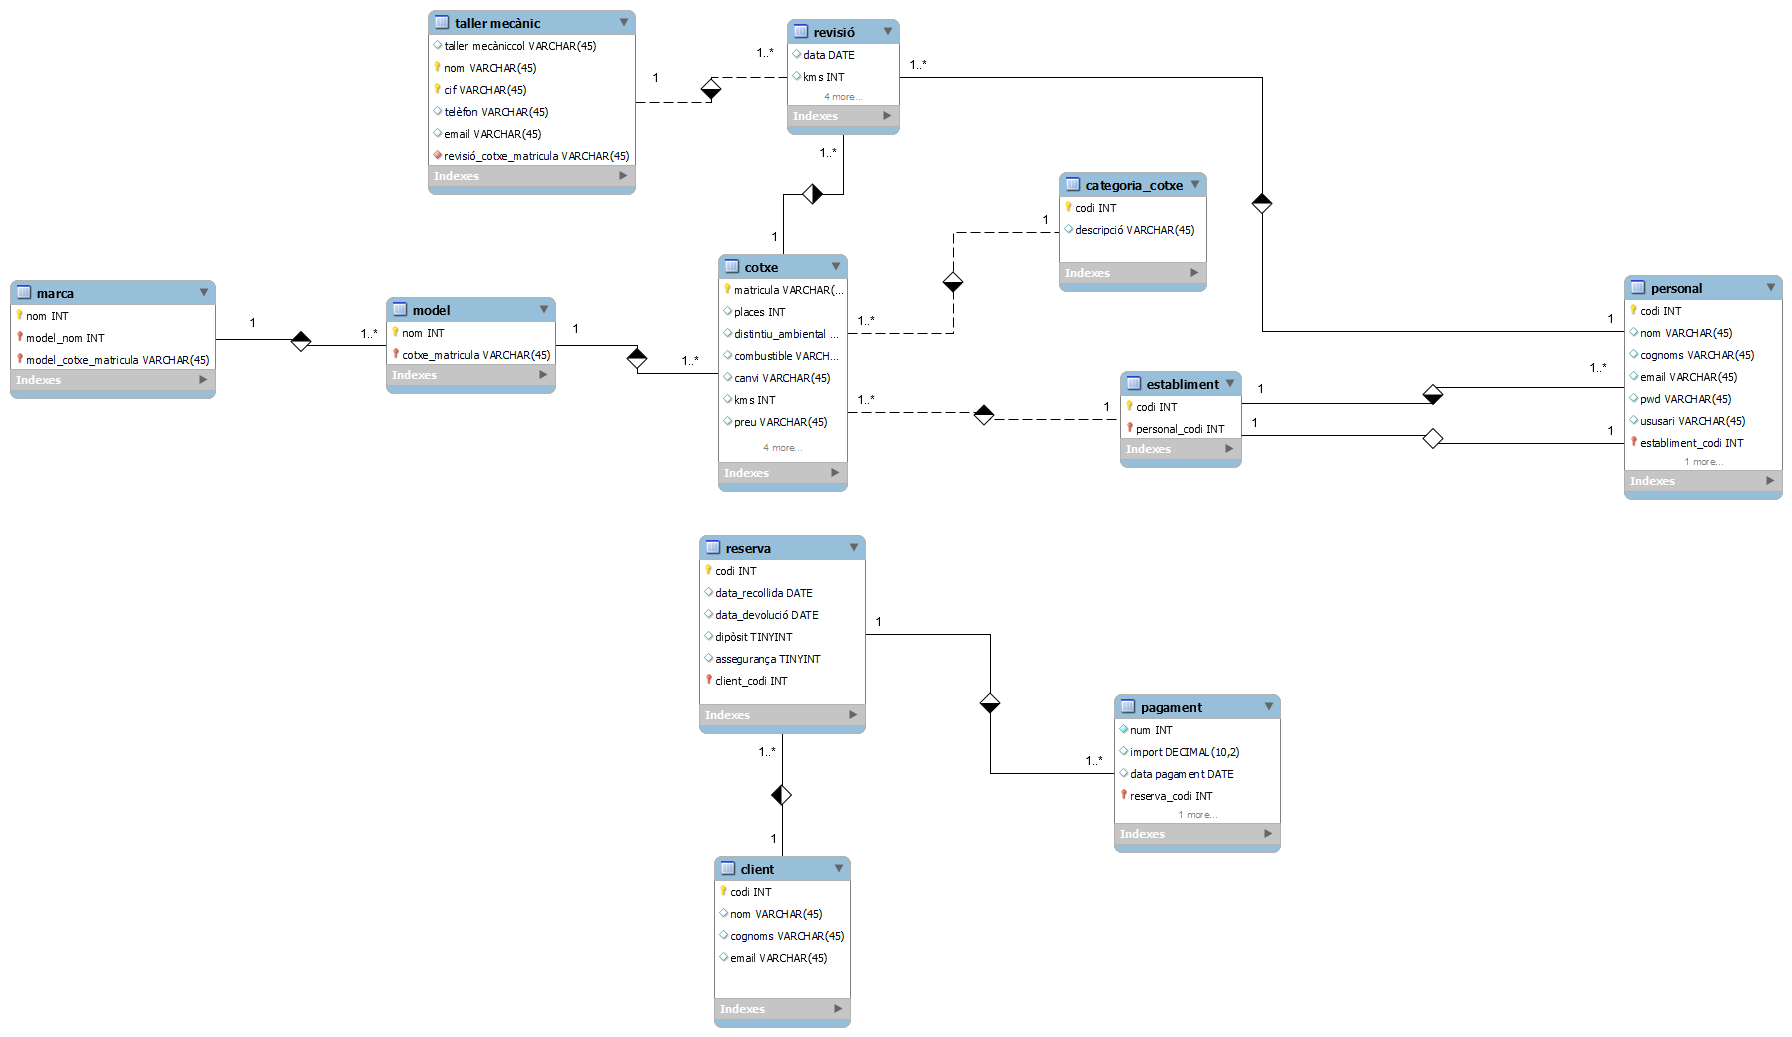 taller mecànic
taller mecàniccol VARCHAR(45)
nom VARCHAR(45)
cif VARCHAR(45)
telèfon VARCHAR(45)
email VARCHAR(45)
revisió_cotxe_matricula VARCHAR(45)
Indexes
1
1..*
revisió
data DATE
kms INT
4 more...
Indexes
1..*
1..*
1
categoria_cotxe
codi INT
descripció VARCHAR(45)
Indexes
1
1..*
marca
nom INT
model_nom INT
model_cotxe_matricula VARCHAR(45)
Indexes
1
1..*
model
nom INT
cotxe_matricula VARCHAR(45)
Indexes
1
1..*
cotxe
matricula VARCHAR(...
places INT
distintiu_ambiental ...
combustible VARCH...
canvi VARCHAR(45)
kms INT
preu VARCHAR(45)
4 more...
Indexes
1..*
1
establiment
codi INT
personal_codi INT
Indexes
1
1
1
1..*
1
personal
codi INT
nom VARCHAR(45)
cognoms VARCHAR(45)
email VARCHAR(45)
pwd VARCHAR(45)
ususari VARCHAR(45)
establiment_codi INT
1 more...
Indexes
reserva
codi INT
data_recollida DATE
data_devolució DATE
dipòsit TINYINT
assegurança TINYINT
client_codi INT
Indexes
1
1..*
1..*
1
pagament
num INT
import DECIMAL(10,2)
data pagament DATE
reserva_codi INT
1 more...
Indexes
client
codi INT
nom VARCHAR(45)
cognoms VARCHAR(45)
email VARCHAR(45)
Indexes